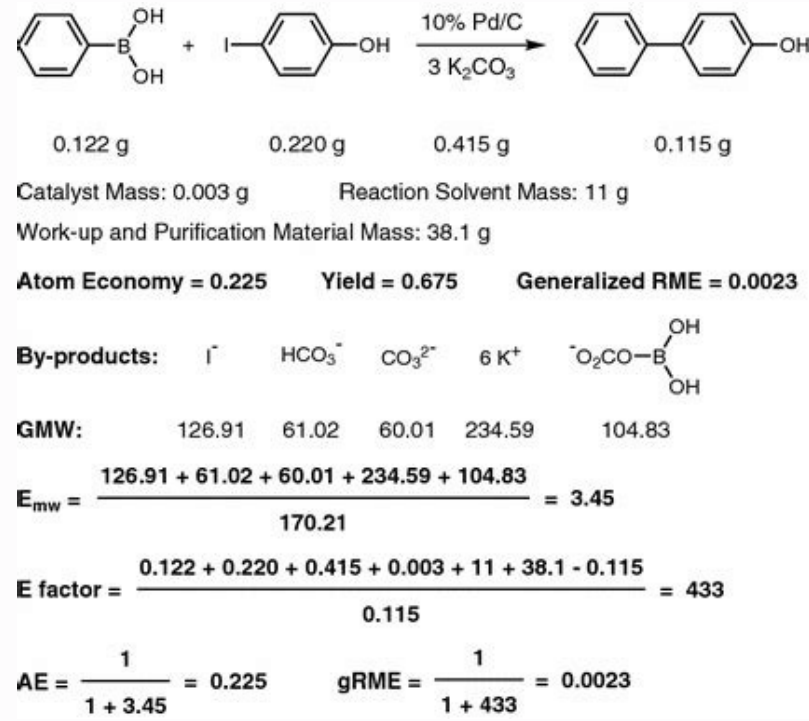 OH
B
OH
+
I
OH
10% Pd/C
3 K₂CO₃
OH
0.122 g 0.220 g 0.415 g 0.115 g
Catalyst Mass: 0.003 g Reaction Solvent Mass: 11 g
Work-up and Purification Material Mass: 38.1 g
Atom Economy = 0.225 Yield = 0.675 Generalized RME = 0.0023
OH
By-products: I⁻ HCO₃⁻ CO₃²⁻ 6 K⁺ ⁻O₂CO−B
OH
GMW: 126.91 61.02 60.01 234.59 104.83
126.91 + 61.02 + 60.01 + 234.59 + 104.83
Emw = = 3.45
170.21
0.122 + 0.220 + 0.415 + 0.003 + 11 + 38.1 - 0.115
E factor = = 433
0.115
1 1
AE = = 0.225 gRME = = 0.0023
1 + 3.45 1 + 433